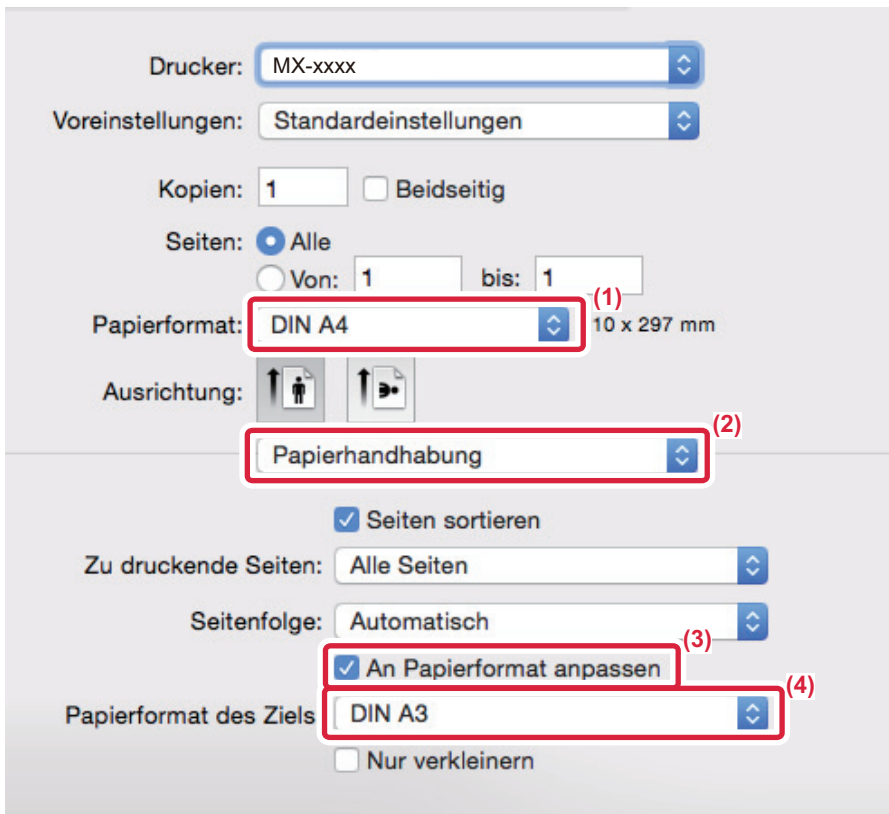 Drucker: MX-xxxx
Voreinstellungen: Standardeinstellungen
Kopien: 1 Beidseitig
Seiten: Alle
Von: 1 bis: 1
(1)
Papierformat: DIN A4 10 x 297 mm
Ausrichtung:
(2)
Papierhandhabung
Seiten sortieren
Zu druckende Seiten: Alle Seiten
Seitenfolge: Automatisch
(3)
An Papierformat anpassen
(4)
Papierformat des Ziels DIN A3
Nur verkleinern